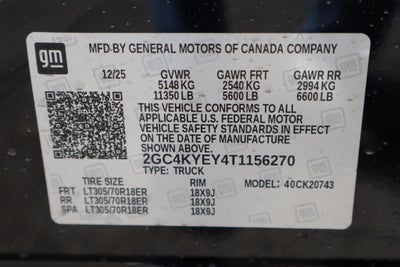 gm
MFD BY GENERAL MOTORS OF CANADA COMPANY
12/25 GVWR GAWR FRT GAWR RR
5148 KG 2540 KG 2994 KG
11350 LB 5600 LB 6600 LB
THIS VEHICLE CONFORMS TO ALL
APPLICABLE U.S. FEDERAL MOTOR
VEHICLE SAFETY STANDARDS IN EFFECT
ON THE DATE OF MANUFACTURE
SHOWN ABOVE.
2GC4KYEY4T1156270
TYPE: TRUCK
TIRE SIZE RIM MODEL: 40CK20743
FRT LT305/70R18ER 18X9J
RR LT305/70R18ER 18X9J
SPA LT305/70R18ER 18X9J